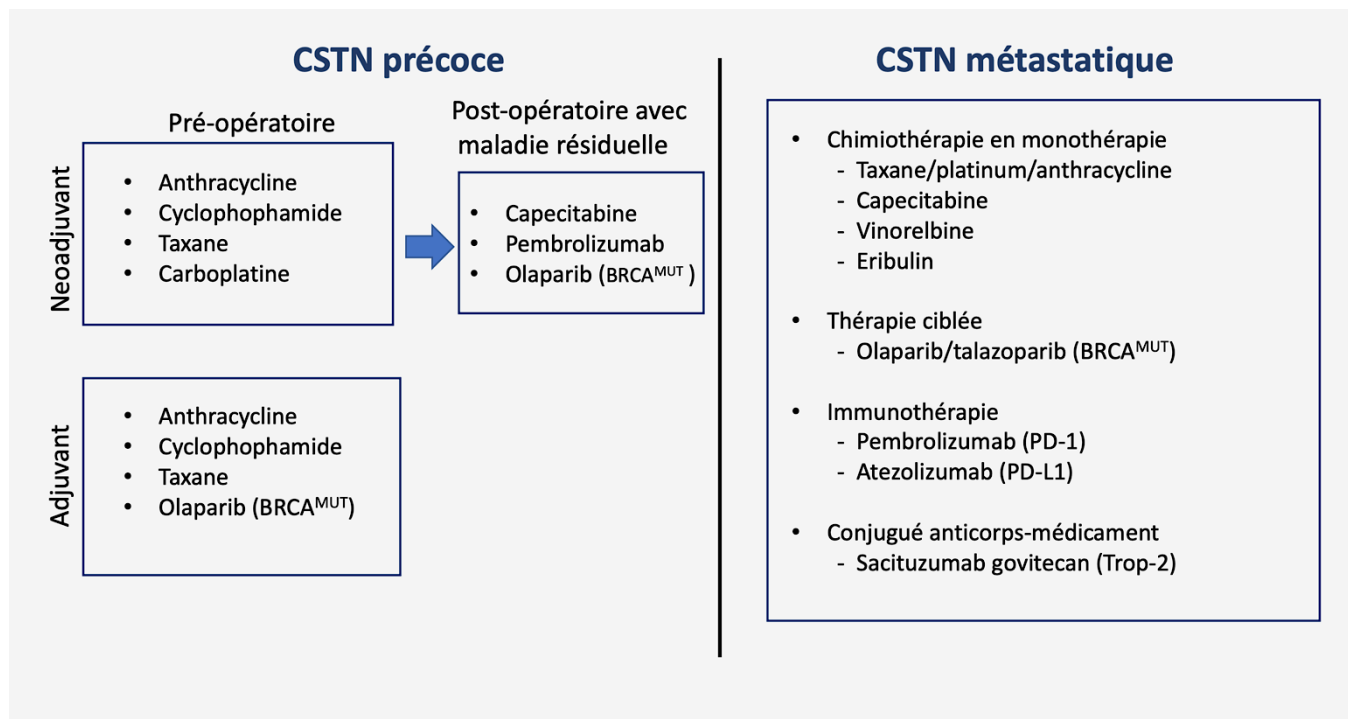 CSTN précoce
Pré-opératoire
Neoadjuvant
• Anthracycline
• Cyclophophamide
• Taxane
• Carboplatine
Post-opératoire avec
maladie résiduelle
• Capecitabine
• Pembrolizumab
• Olaparib (BRCAᴹᵁᵀ )
Adjuvant
• Anthracycline
• Cyclophophamide
• Taxane
• Olaparib (BRCAᴹᵁᵀ)
CSTN métastatique
• Chimiothérapie en monothérapie
- Taxane/platinum/anthracycline
- Capecitabine
- Vinorelbine
- Eribulin
• Thérapie ciblée
- Olaparib/talazoparib (BRCAᴹᵁᵀ)
• Immunothérapie
- Pembrolizumab (PD-1)
- Atezolizumab (PD-L1)
• Conjugué anticorps-médicament
- Sacituzumab govitecan (Trop-2)